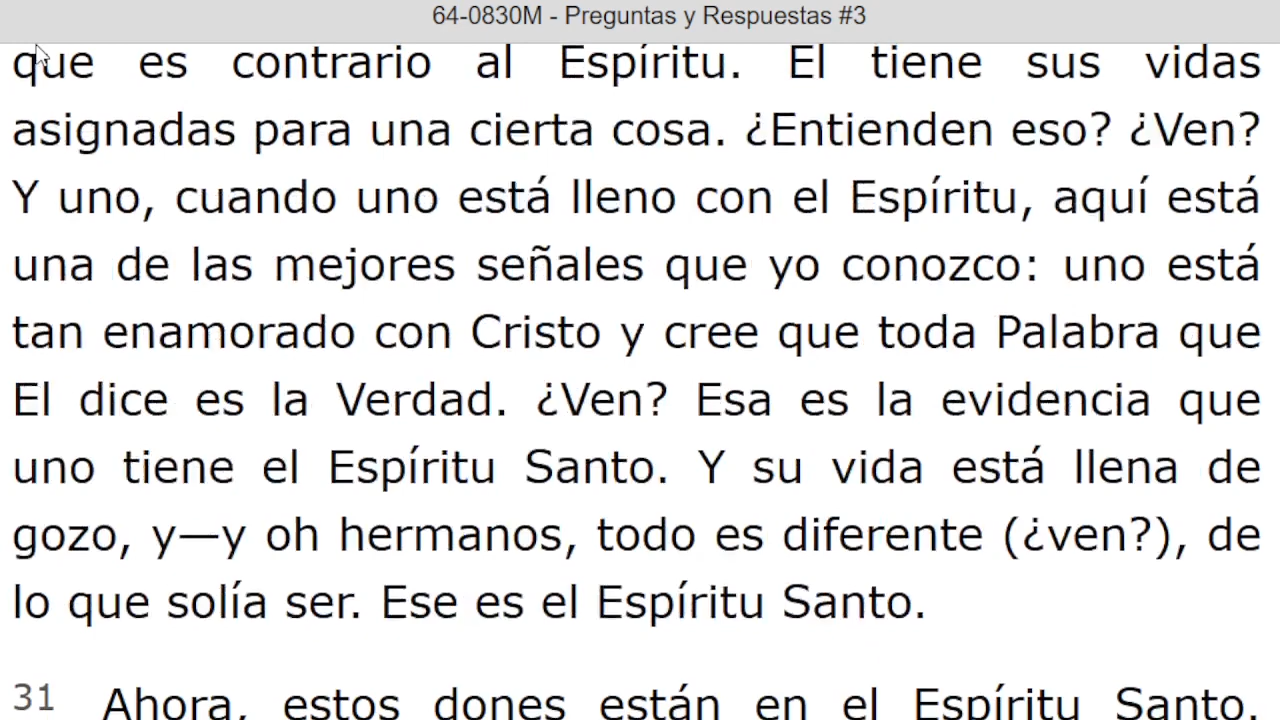 64-0830M - Preguntas y Respuestas #3
que es contrario al Espíritu. El tiene sus vidas
asignadas para una cierta cosa. ¿Entienden eso? ¿Ven?
Y uno, cuando uno está lleno con el Espíritu, aquí está
una de las mejores señales que yo conozco: uno está
tan enamorado con Cristo y cree que toda Palabra que
El dice es la Verdad. ¿Ven? Esa es la evidencia que
uno tiene el Espíritu Santo. Y su vida está llena de
gozo, y—y oh hermanos, todo es diferente (¿ven?), de
lo que solía ser. Ese es el Espíritu Santo.
31 Ahora, estos dones están en el Espíritu Santo.